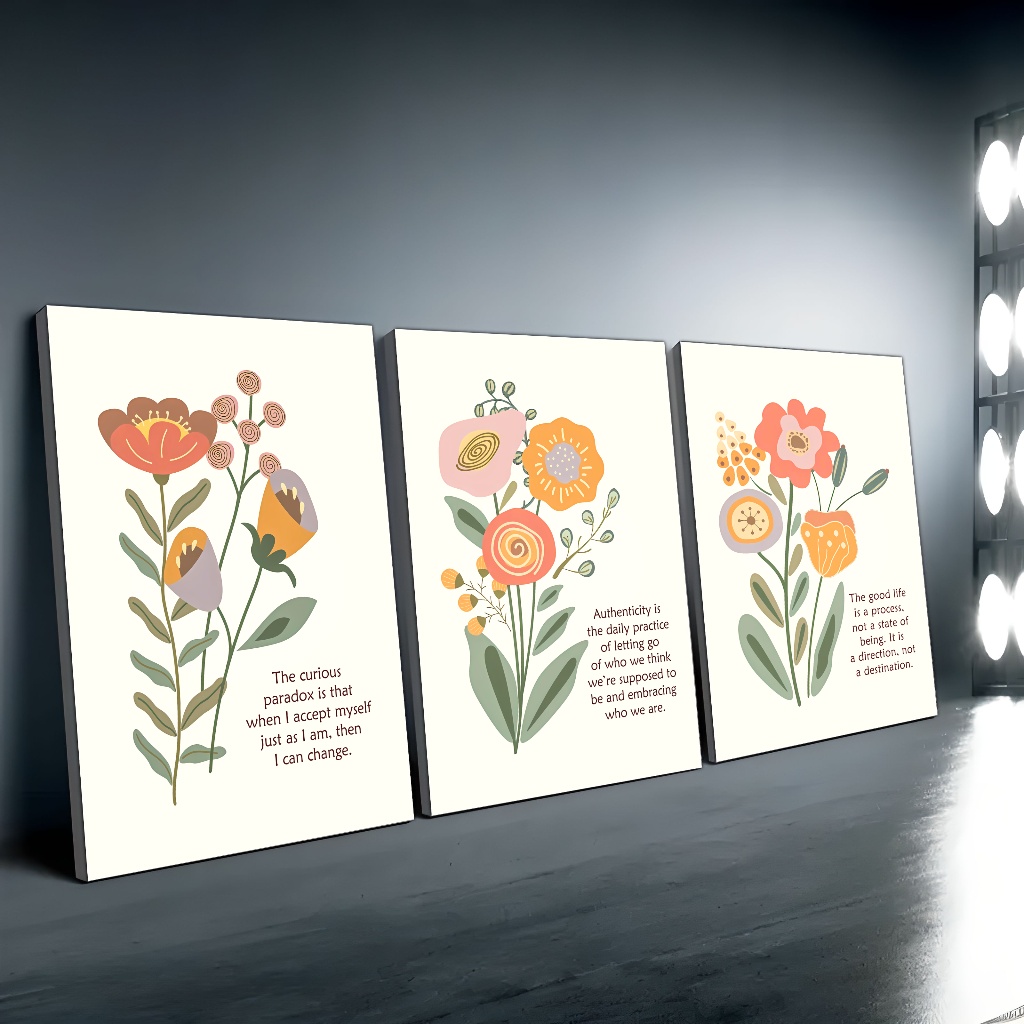 The curious
paradox is that
when I accept myself
just as I am, then
I can change.
Authenticity is
the daily practice
of letting go
of who we think
we're supposed to
be and embracing
who we are.
The good life
is a process,
not a state of
being. It is
a direction, not
a destination.